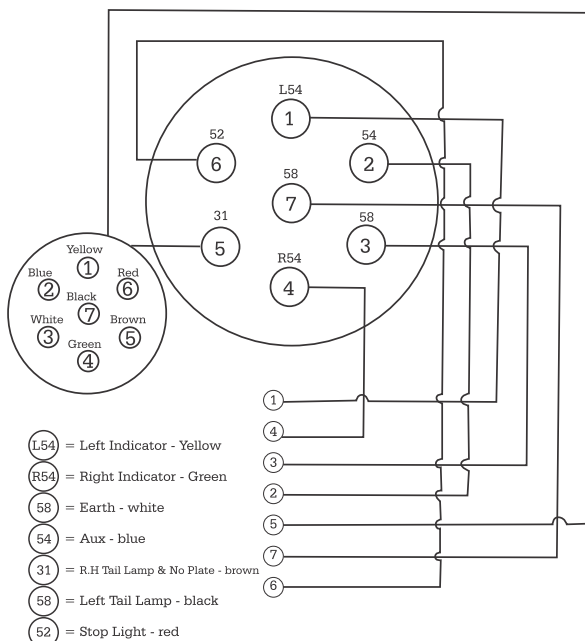 L54
1
52
54
6
2
58
7
31
58
5
3
R54
4
Yellow
1
Blue
Red
2
6
Black
7
White
Brown
3
5
Green
4
1
4
3
2
5
7
6
L54 = Left Indicator - Yellow
R54 = Right Indicator - Green
58 = Earth - white
54 = Aux - blue
31 = R.H Tail Lamp & No Plate - brown
58 = Left Tail Lamp - black
52 = Stop Light - red